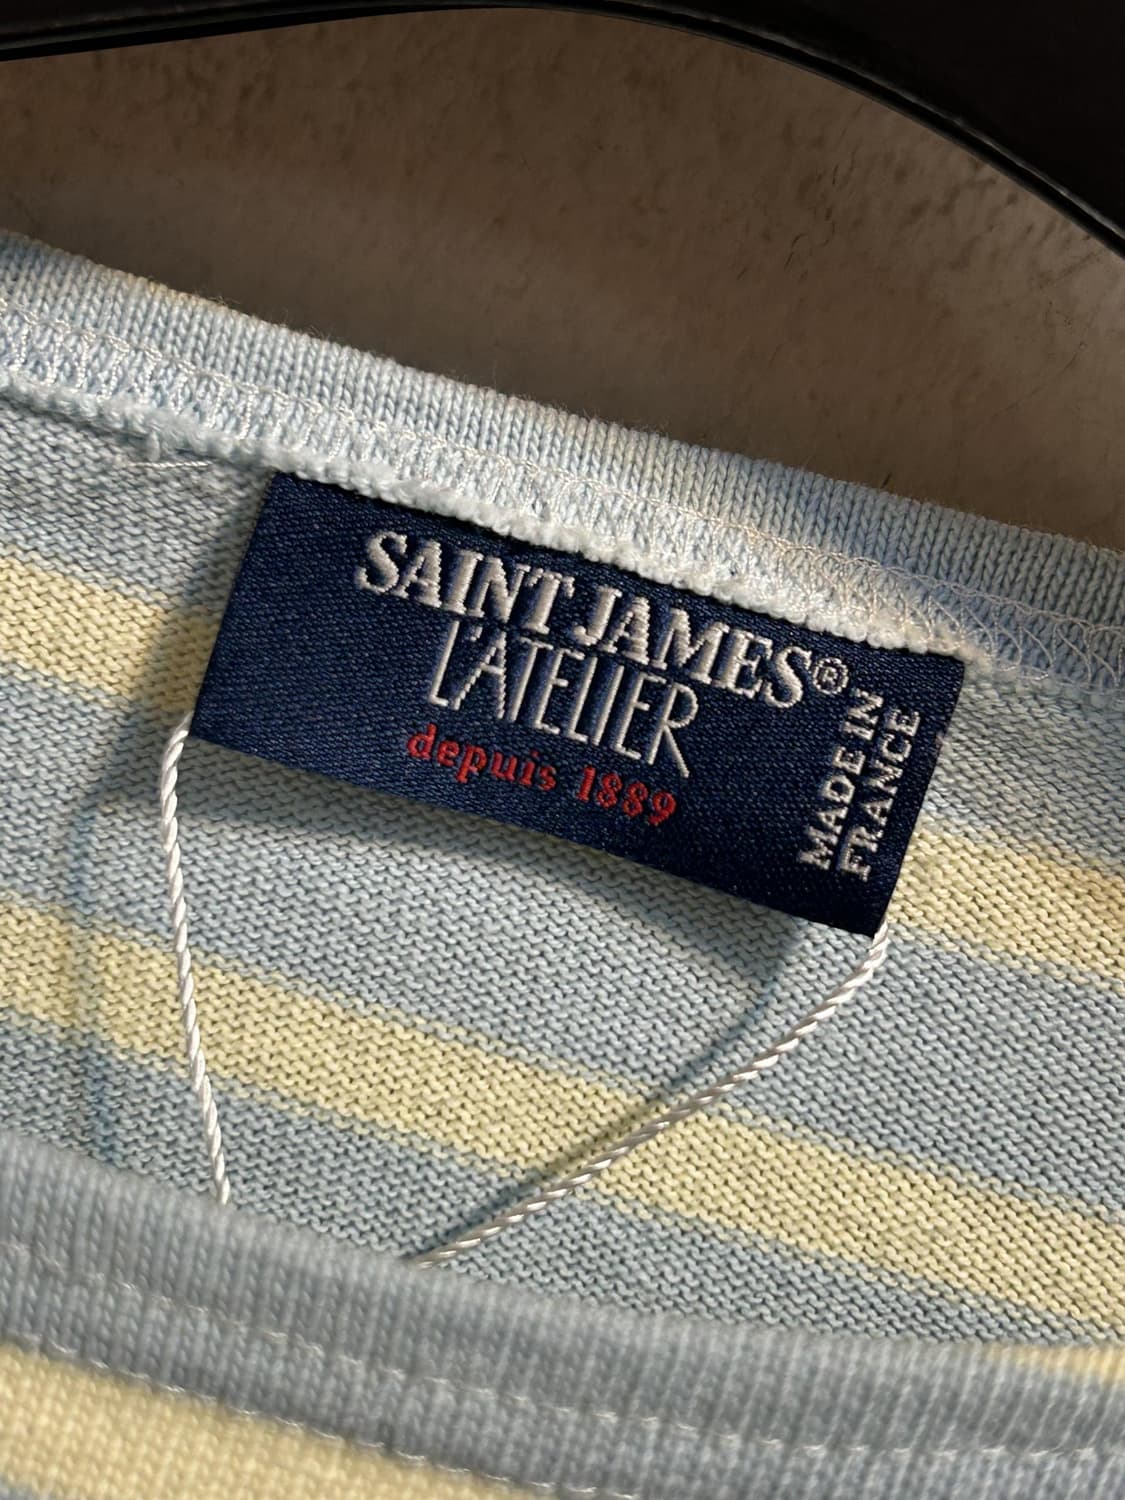 SAINT JAMES®
L'ATELIER
depuis 1889
MADE IN
FRANCE